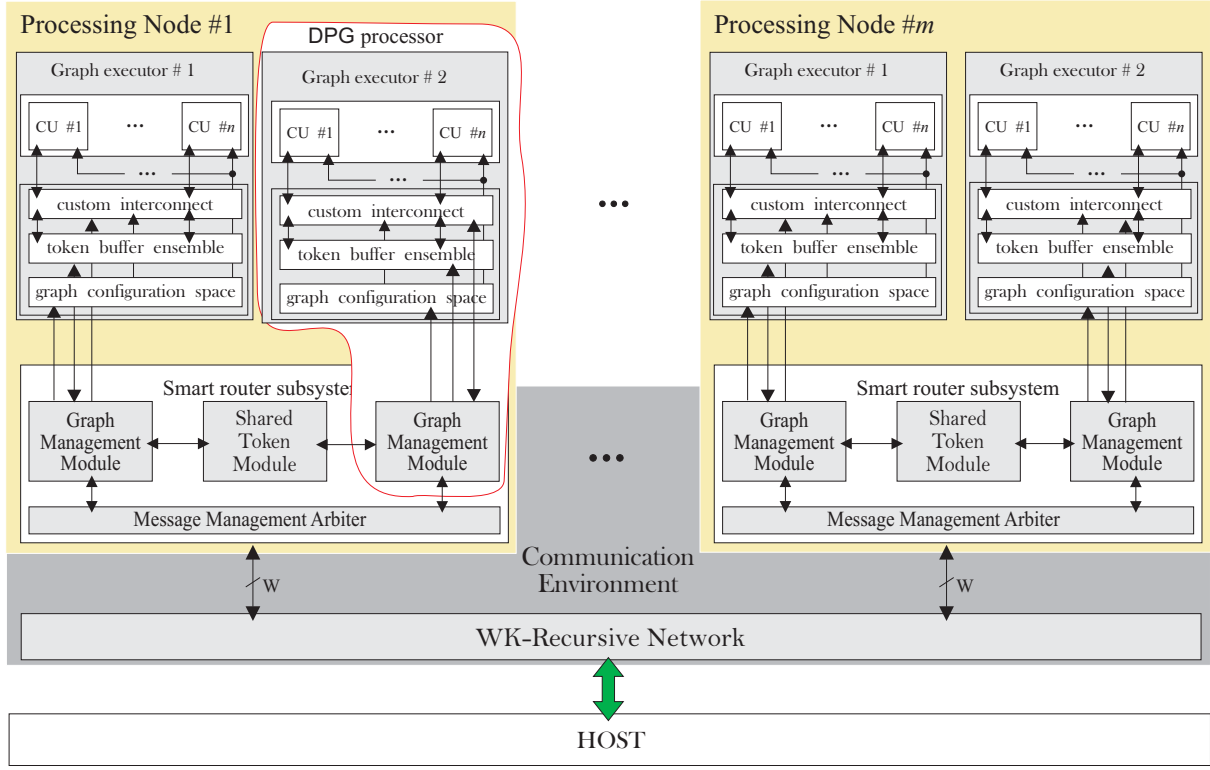 Processing Node #1
DPG processor
Graph executor # 1
CU #1
...
CU #n
...
custom interconnect
token buffer ensemble
graph configuration space
Graph executor # 2
CU #1
...
CU #n
...
custom interconnect
token buffer ensemble
graph configuration space
Smart router subsystem
Graph
Management
Module
Shared
Token
Module
Graph
Management
Module
Message Management Arbiter
W
...
...
Processing Node #m
Graph executor # 1
CU #1
...
CU #n
...
custom interconnect
token buffer ensemble
graph configuration space
Graph executor # 2
CU #1
...
CU #n
...
custom interconnect
token buffer ensemble
graph configuration space
Smart router subsystem
Graph
Management
Module
Shared
Token
Module
Graph
Management
Module
Message Management Arbiter
W
Communication
Environment
WK-Recursive Network
HOST